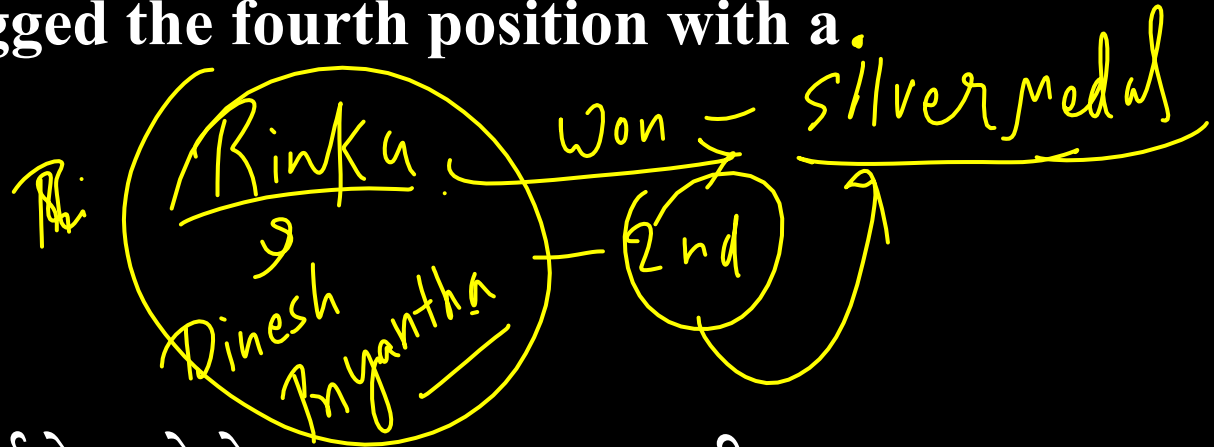 gged the fourth position with a
Rinku won = silver Medal
2nd
Dinesh
Priyantha